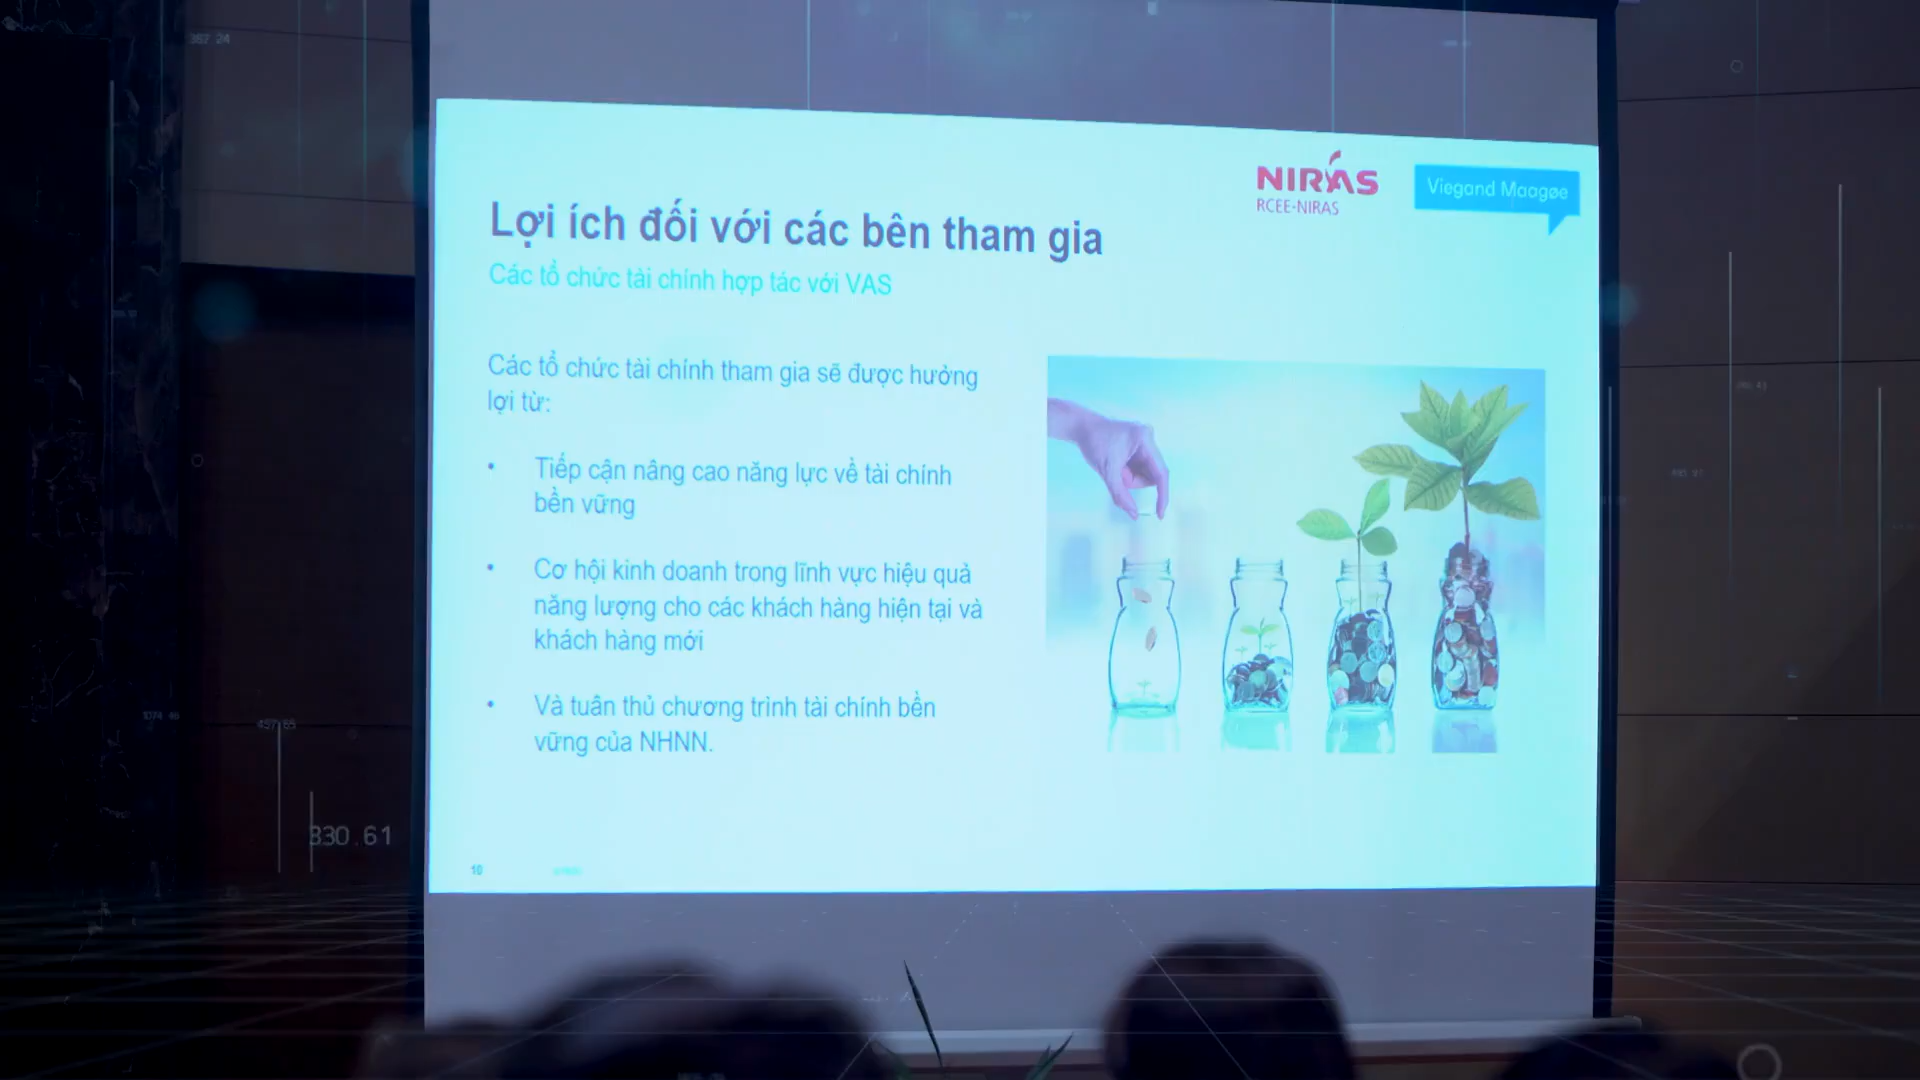 367 24
NIRAS
RCEE-NIRAS
Viegand Maagøe
Lợi ích đối với các bên tham gia
Các tổ chức tài chính hợp tác với VAS
Các tổ chức tài chính tham gia sẽ được hưởng
lợi từ:
• Tiếp cận nâng cao năng lực về tài chính
bền vững
• Cơ hội kinh doanh trong lĩnh vực hiệu quả
năng lượng cho các khách hàng hiện tại và
khách hàng mới
• Và tuân thủ chương trình tài chính bền
vững của NHNN.
457 65
330.61
10